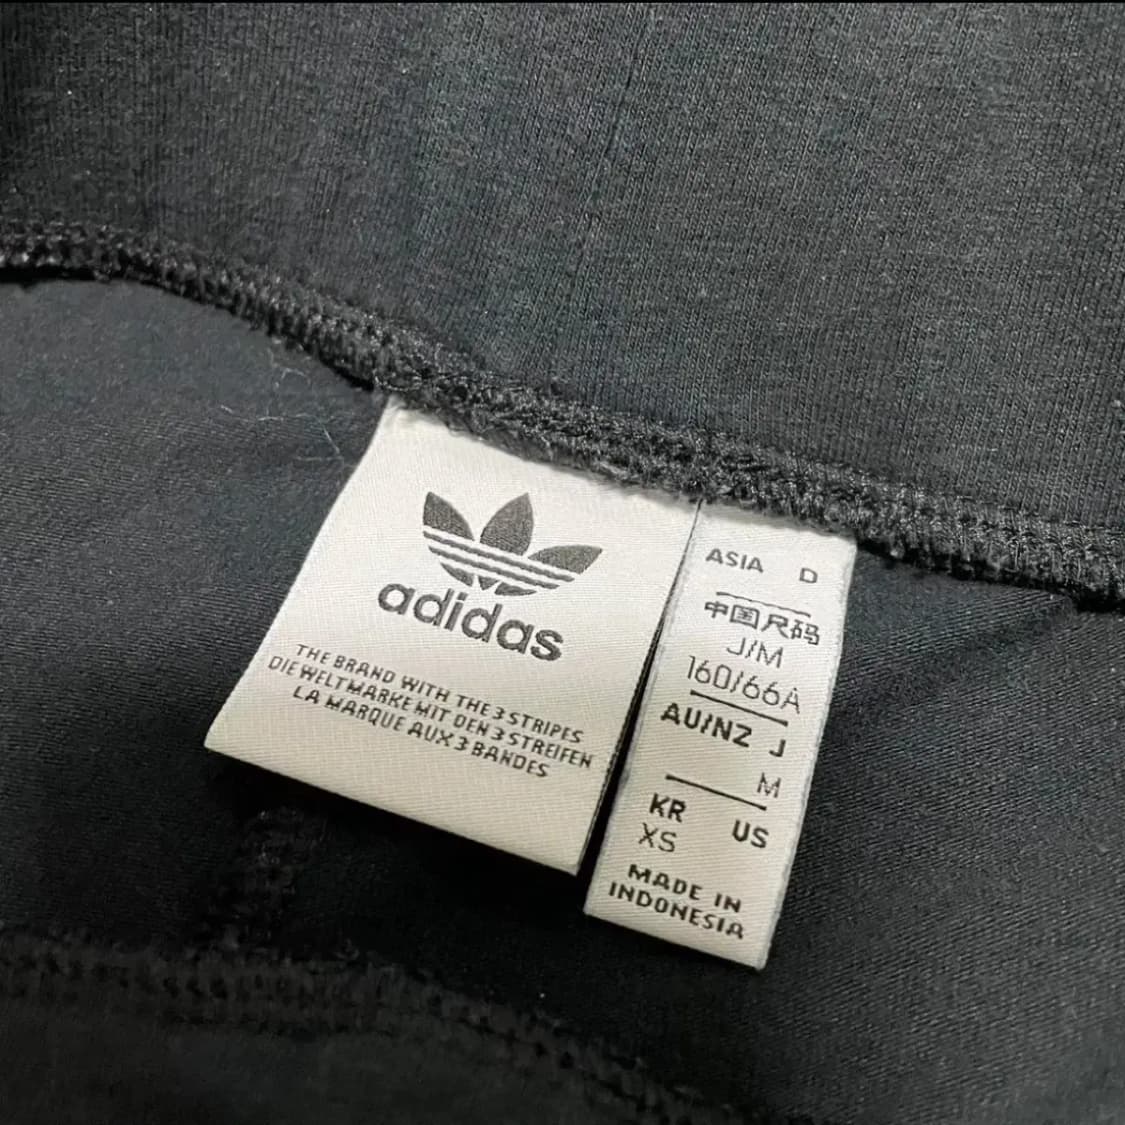 adidas
THE BRAND WITH THE 3 STRIPES
DIE WELTMARKE MIT DEN 3 STREIFEN
LA MARQUE AUX 3 BANDES
ASIA D
中国尺码
J/M
160/66A
AU/NZ J
M
KR US
XS
MADE IN
INDONESIA